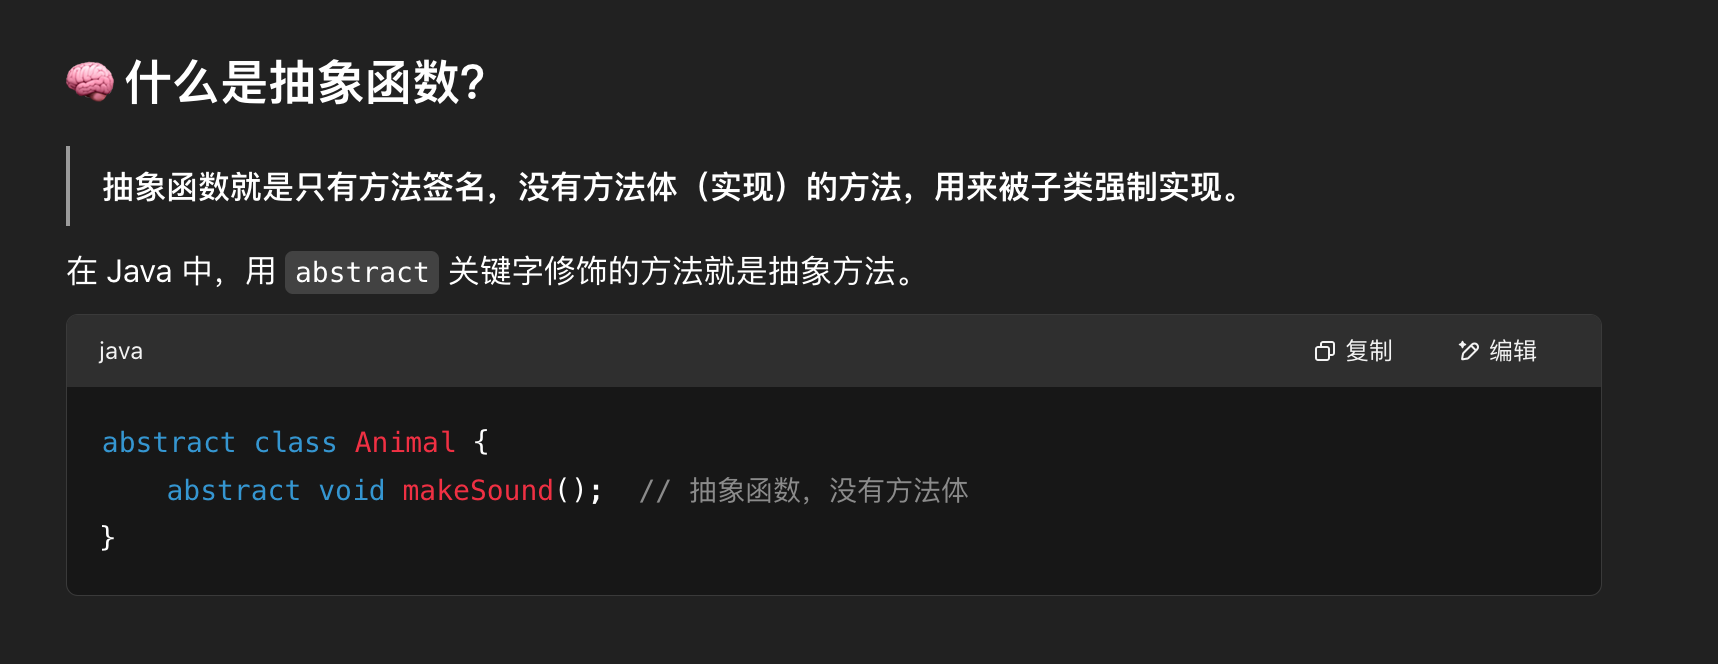 🧠 什么是抽象函数?
抽象函数就是只有方法签名，没有方法体（实现）的方法，用来被子类强制实现。
在 Java 中，用 abstract 关键字修饰的方法就是抽象方法。
java 复制 编辑
abstract class Animal {
    abstract void makeSound();  // 抽象函数，没有方法体
}